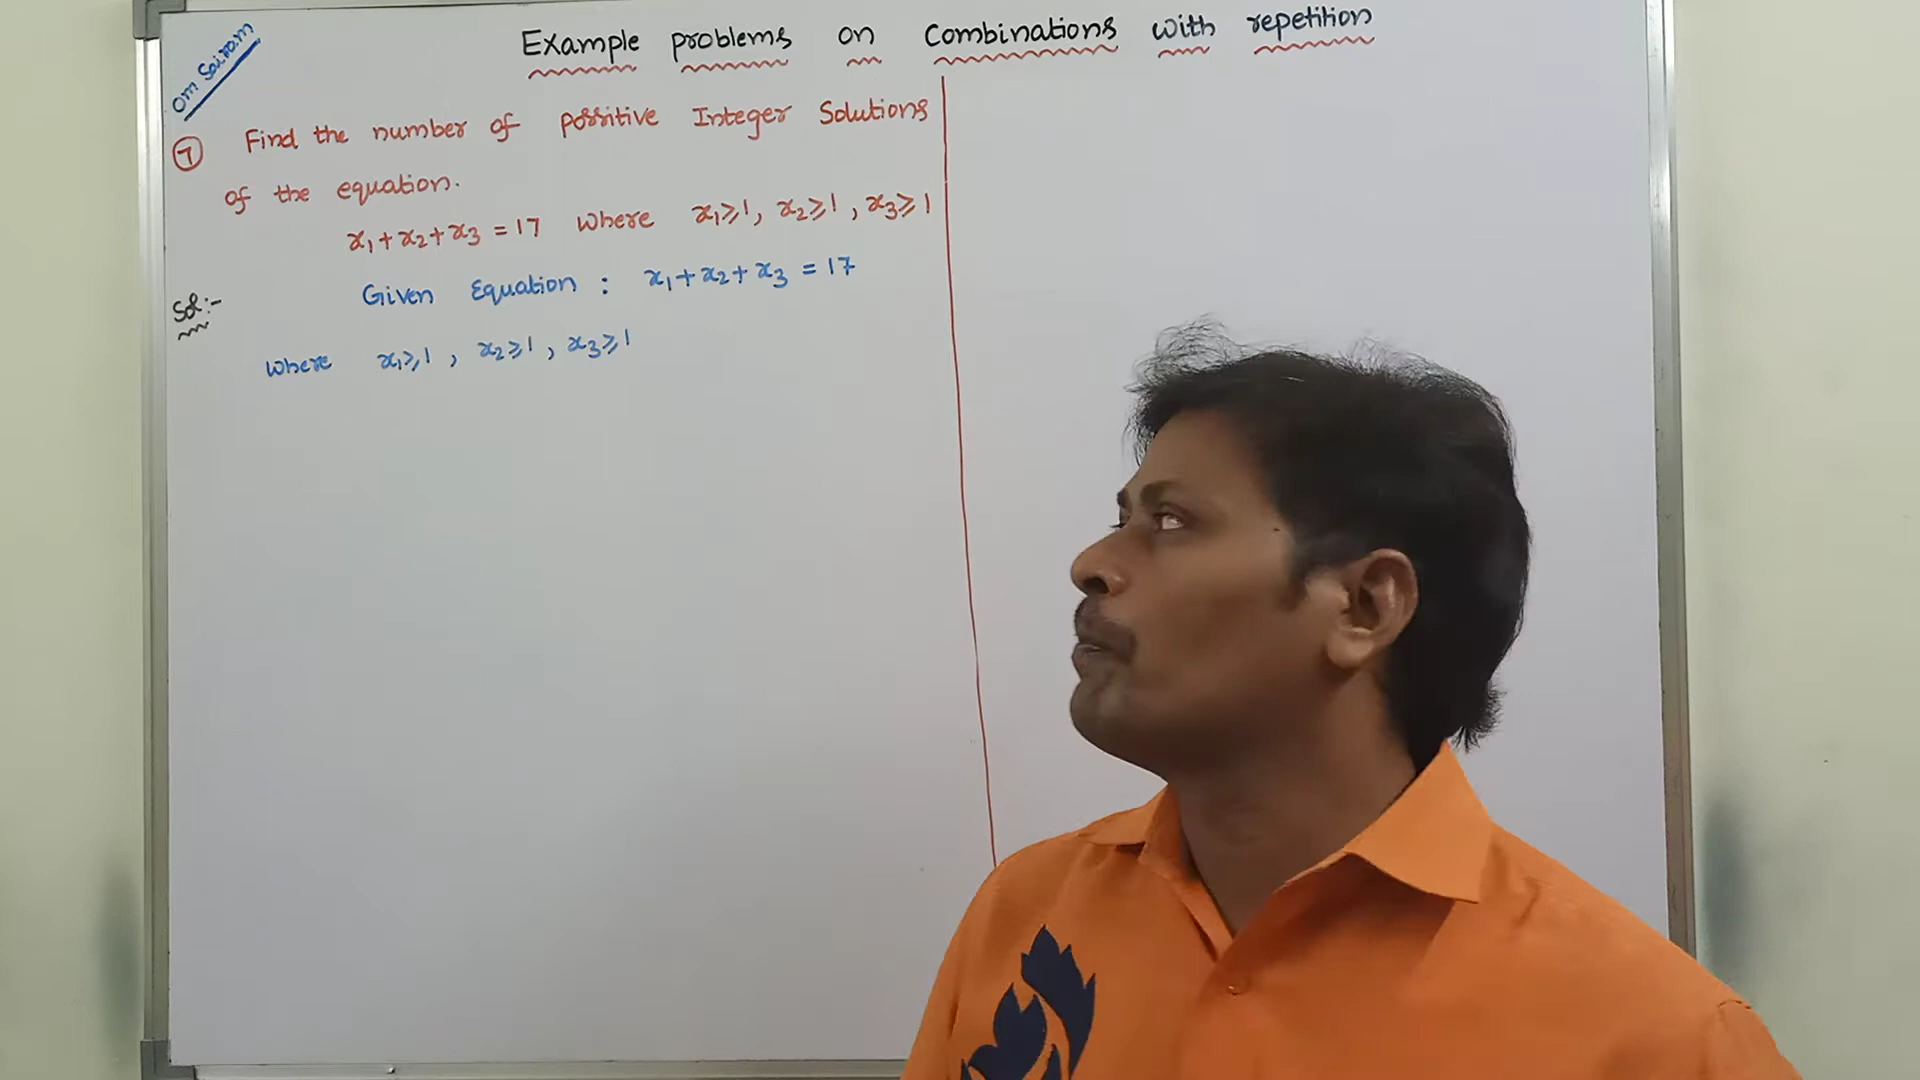 Om Sairam
Example problems on Combinations with repetition
7 Find the number of possitive Integer Solutions
of the equation.
x₁+x₂+x₃ = 17 Where x₁⩾1, x₂⩾1, x₃⩾1
Sol:- Given Equation : x₁+x₂+x₃ = 17
Where x₁⩾1 , x₂⩾1 , x₃⩾1